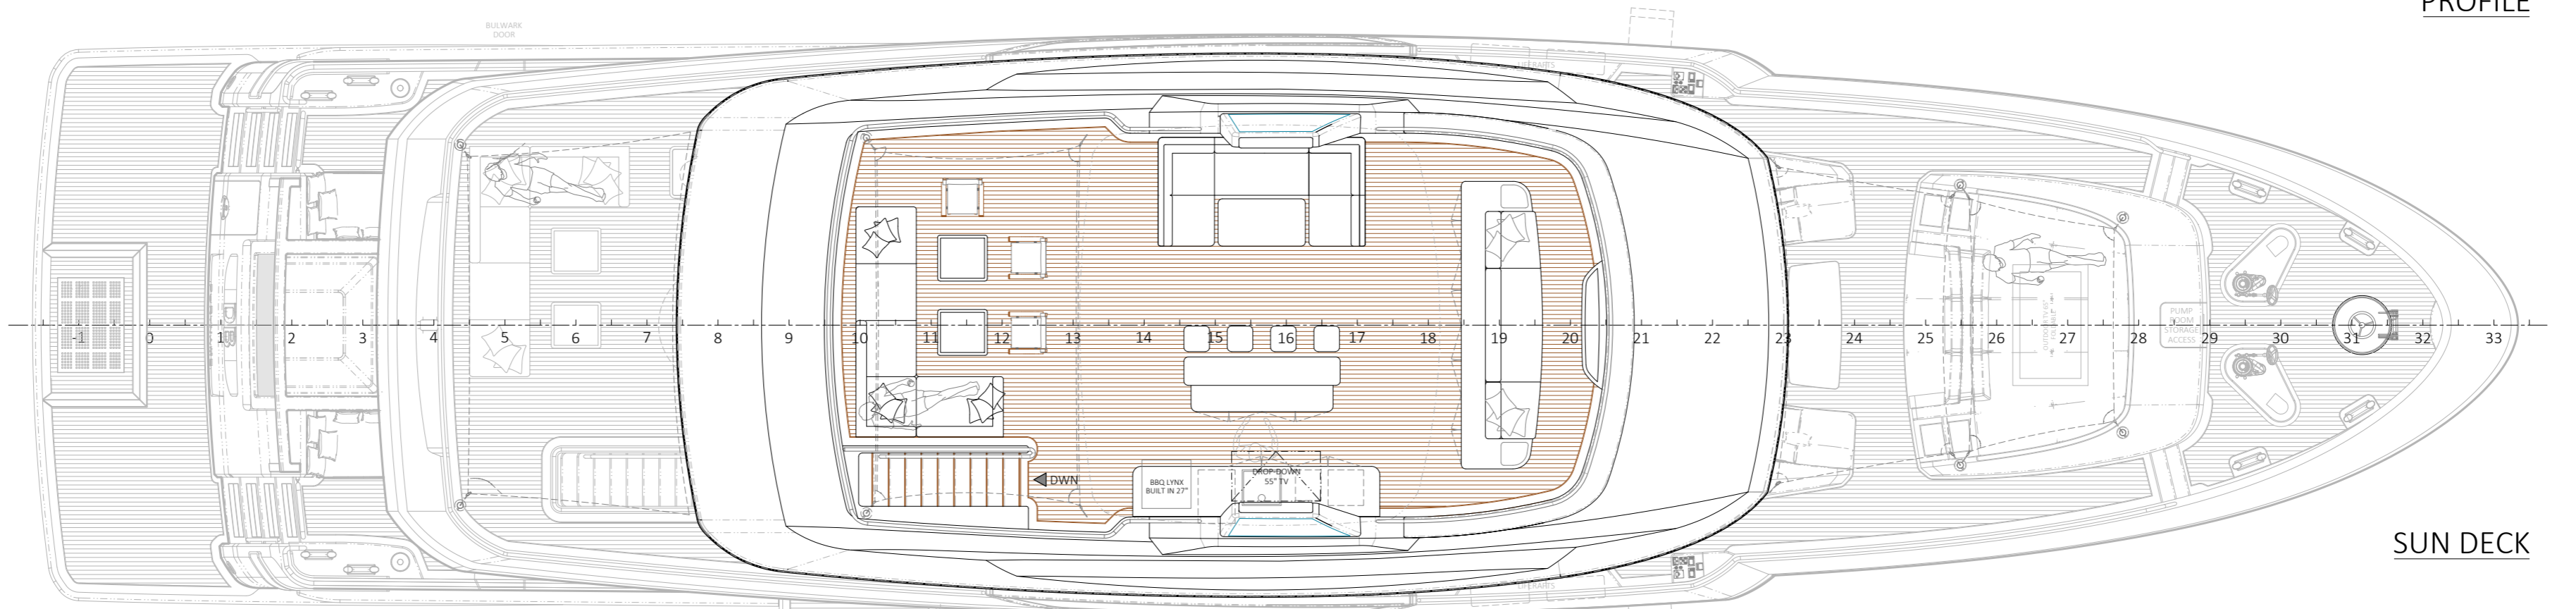 PROFILE
BULWARK
DOOR
LIFERAFTS
-1 0 1 2 3 4 5 6 7 8 9 10 11 12 13 14 15 16 17 18 19 20 21 22 23 24 25 26 27 28 29 30 31 32 33
PUMP
ROOM
STORAGE
ACCESS
DWN
BBQ LYNX
BUILT IN 27"
DROP-DOWN
55" TV
SUN DECK
LIFERAFTS